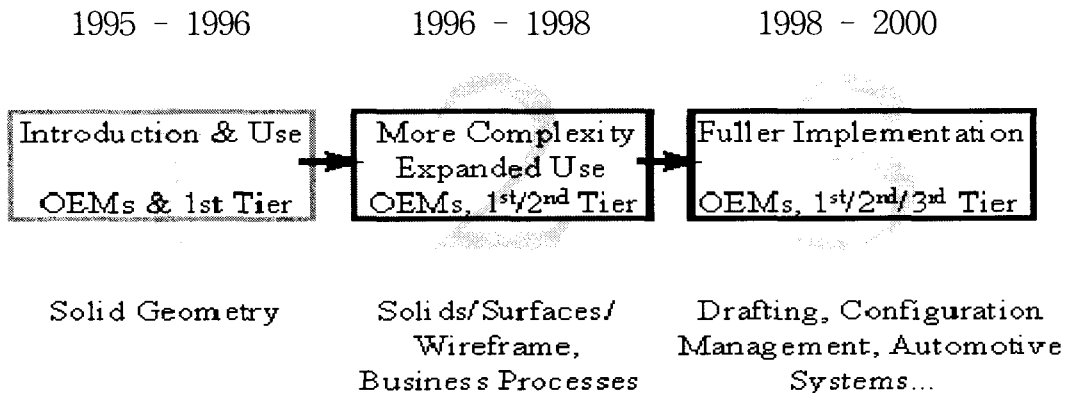 1995 - 1996
1996 - 1998
1998 - 2000
Introduction & Use
OEMs & 1st Tier
More Complexity
Expanded Use
OEMs, 1st/2nd Tier
Fuller Implementation
OEMs, 1st/2nd/3rd Tier
Solid Geometry
Solids/Surfaces/
Wireframe,
Business Processes
Drafting, Configuration
Management, Automotive
Systems...